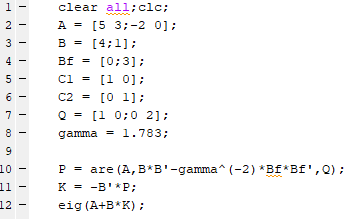 1 - clear all;clc;
2 - A = [5 3;-2 0];
3 - B = [4;1];
4 - Bf = [0;3];
5 - C1 = [1 0];
6 - C2 = [0 1];
7 - Q = [1 0;0 2];
8 - gamma = 1.783;
9
10 - P = are(A,B*B'-gamma^(-2)*Bf*Bf',Q);
11 - K = -B'*P;
12 - eig(A+B*K);